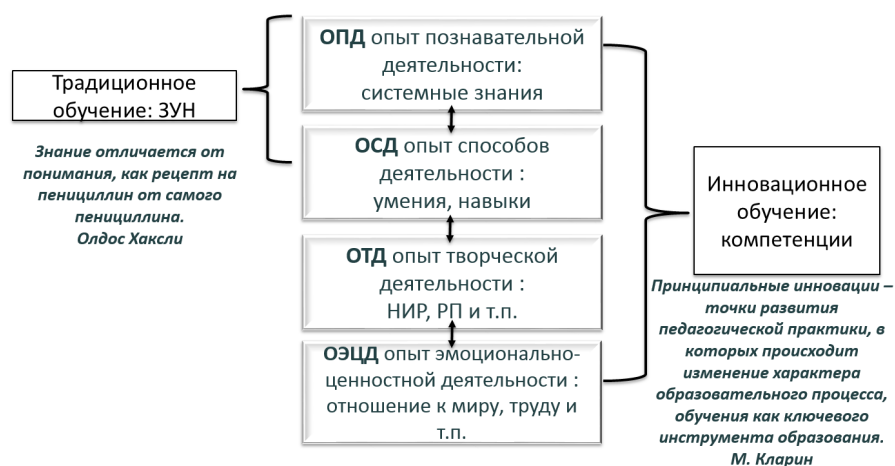 Традиционное
обучение: ЗУН
Знание отличается от
понимания, как рецепт на
пенициллин от самого
пенициллина.
Олдос Хаксли
ОПД опыт познавательной
деятельности:
системные знания
ОСД опыт способов
деятельности :
умения, навыки
ОТД опыт творческой
деятельности :
НИР, РП и т.п.
ОЭЦД опыт эмоционально-
ценностной деятельности :
отношение к миру, труду и
т.п.
Инновационное
обучение:
компетенции
Принципиальные инновации –
точки развития
педагогической практики, в
которых происходит
изменение характера
образовательного процесса,
обучения как ключевого
инструмента образования.
М. Кларин